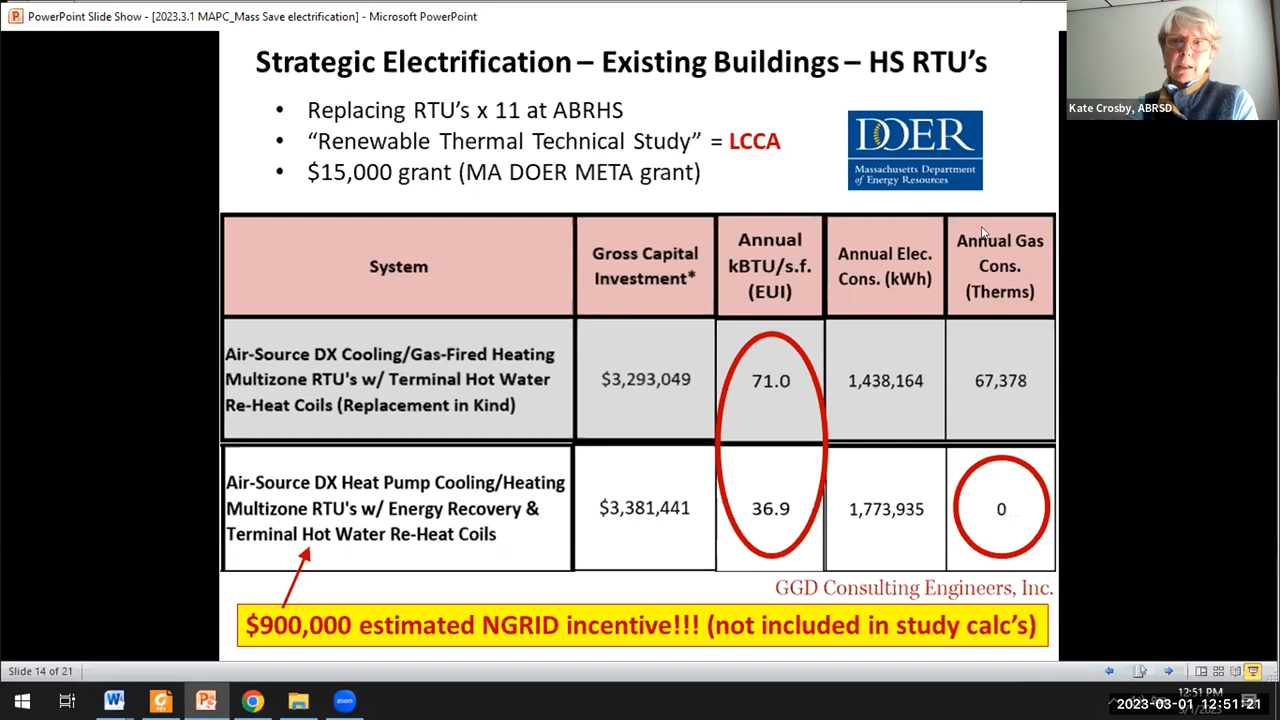 PowerPoint Slide Show - [2023.3.1 MAPC_Mass Save electrification] - Microsoft PowerPoint
Kate Crosby, ABRSD
Strategic Electrification – Existing Buildings – HS RTU’s
• Replacing RTU’s x 11 at ABRHS
• “Renewable Thermal Technical Study” = LCCA
• $15,000 grant (MA DOER META grant)
DOER
Massachusetts Department
of Energy Resources
System
Gross Capital
Investment*
Annual
kBTU/s.f.
(EUI)
Annual Elec.
Cons. (kWh)
Annual Gas
Cons.
(Therms)
Air-Source DX Cooling/Gas-Fired Heating
Multizone RTU's w/ Terminal Hot Water
Re-Heat Coils (Replacement in Kind)
$3,293,049
71.0
1,438,164
67,378
Air-Source DX Heat Pump Cooling/Heating
Multizone RTU's w/ Energy Recovery &
Terminal Hot Water Re-Heat Coils
$3,381,441
36.9
1,773,935
0
GGD Consulting Engineers, Inc.
$900,000 estimated NGRID incentive!!! (not included in study calc’s)
Slide 14 of 21
zoom
12:51 PM
2023-03-01 12:51:21